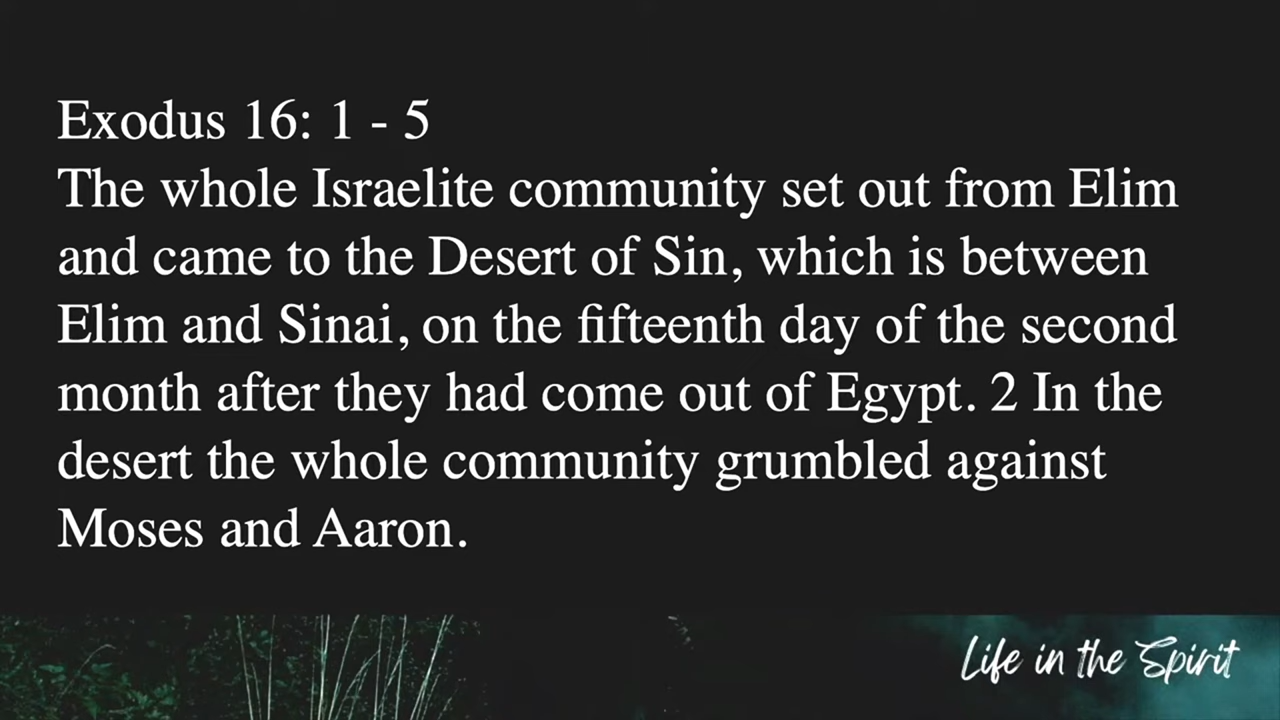 Exodus 16: 1 - 5
The whole Israelite community set out from Elim
and came to the Desert of Sin, which is between
Elim and Sinai, on the fifteenth day of the second
month after they had come out of Egypt. 2 In the
desert the whole community grumbled against
Moses and Aaron.
Life in the Spirit